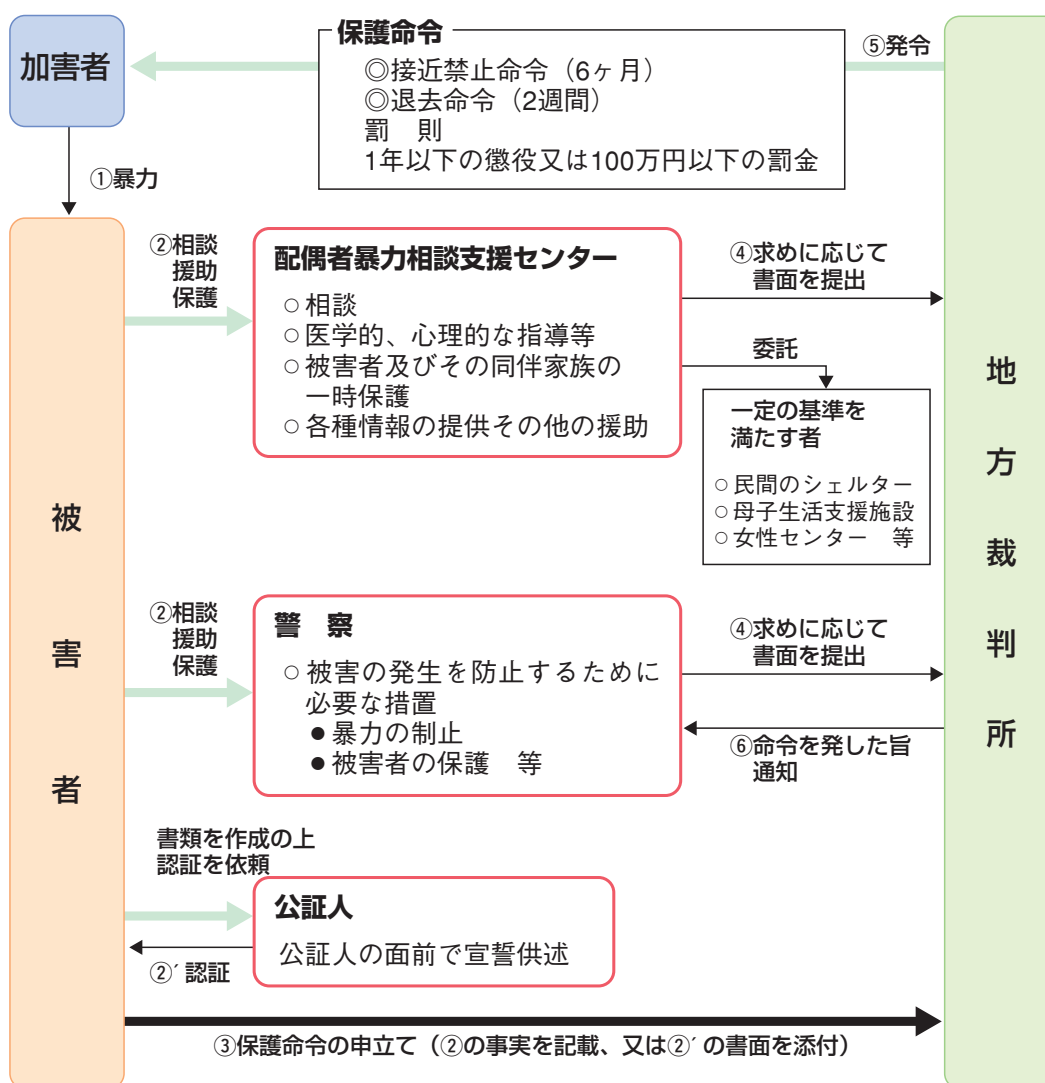 加害者
保護命令
◎接近禁止命令（6ヶ月）
◎退去命令（2週間）
罰　則
1年以下の懲役又は100万円以下の罰金
⑤発令
①暴力
②相談
援助
保護
配偶者暴力相談支援センター
○相談
○医学的、心理的な指導等
○被害者及びその同伴家族の
一時保護
○各種情報の提供その他の援助
④求めに応じて
書面を提出
委託
一定の基準を
満たす者
○民間のシェルター
○母子生活支援施設
○女性センター　等
被害者
地方裁判所
②相談
援助
保護
警　察
○被害の発生を防止するために
必要な措置
●暴力の制止
●被害者の保護　等
④求めに応じて
書面を提出
⑥命令を発した旨
通知
書類を作成の上
認証を依頼
公証人
公証人の面前で宣誓供述
②´認証
③保護命令の申立て（②の事実を記載、又は②´の書面を添付）